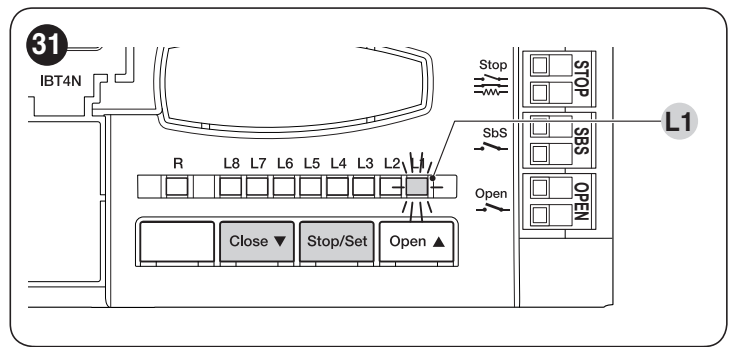 31
IBT4N
Stop
STOP
L1
SbS
SBS
R L8 L7 L6 L5 L4 L3 L2 L1
Open
OPEN
Close ▼ Stop/Set Open ▲